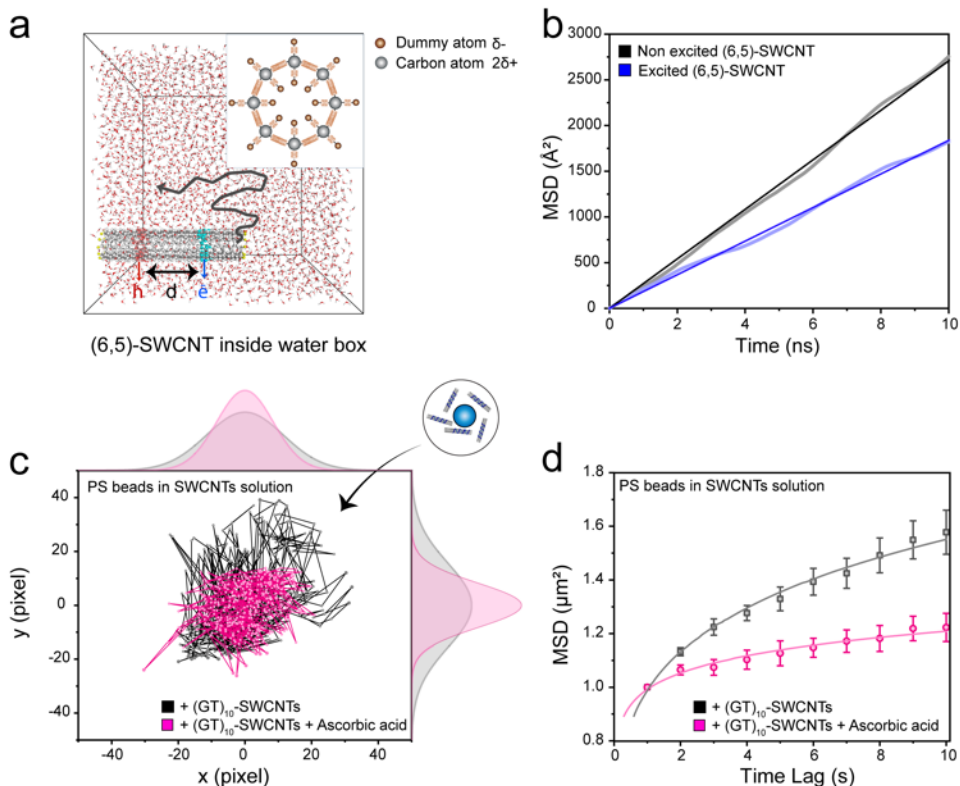 a
Dummy atom δ-
Carbon atom 2δ+
h
d
e
(6,5)-SWCNT inside water box
b
Non excited (6,5)-SWCNT
Excited (6,5)-SWCNT
MSD (Å²)
3000
2500
2000
1500
1000
500
0
0 2 4 6 8 10
Time (ns)
c
PS beads in SWCNTs solution
y (pixel)
40
20
0
-20
-40
+ (GT)₁₀-SWCNTs
+ (GT)₁₀-SWCNTs + Ascorbic acid
-40 -20 0 20 40
x (pixel)
d
PS beads in SWCNTs solution
MSD (μm²)
1.8
1.6
1.4
1.2
1.0
0.8
+ (GT)₁₀-SWCNTs
+ (GT)₁₀-SWCNTs + Ascorbic acid
0 2 4 6 8 10
Time Lag (s)